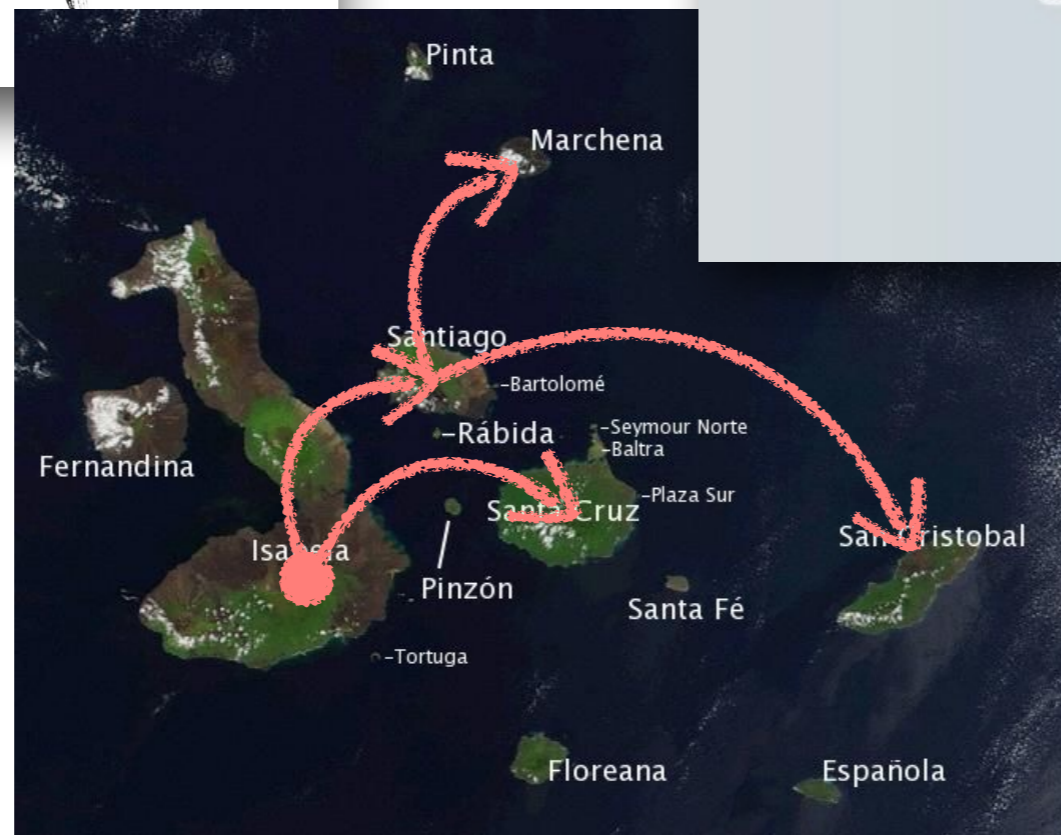 Pinta
Marchena
Santiago
-Bartolomé
-Rábida
-Seymour Norte
-Baltra
Fernandina
-Plaza Sur
Santa Cruz
San Cristobal
Isabela
Pinzón
Santa Fé
-Tortuga
Floreana
Española